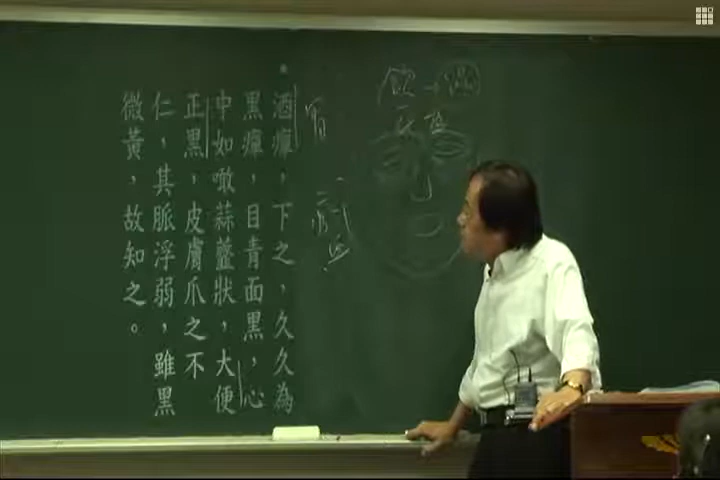 酒癉，下之，久久為
黑癉，目青面黑，心
中如噉蒜虀狀，大便
正黑，皮膚爪之不
仁，其脈浮弱，雖黑
微黃，故知之。